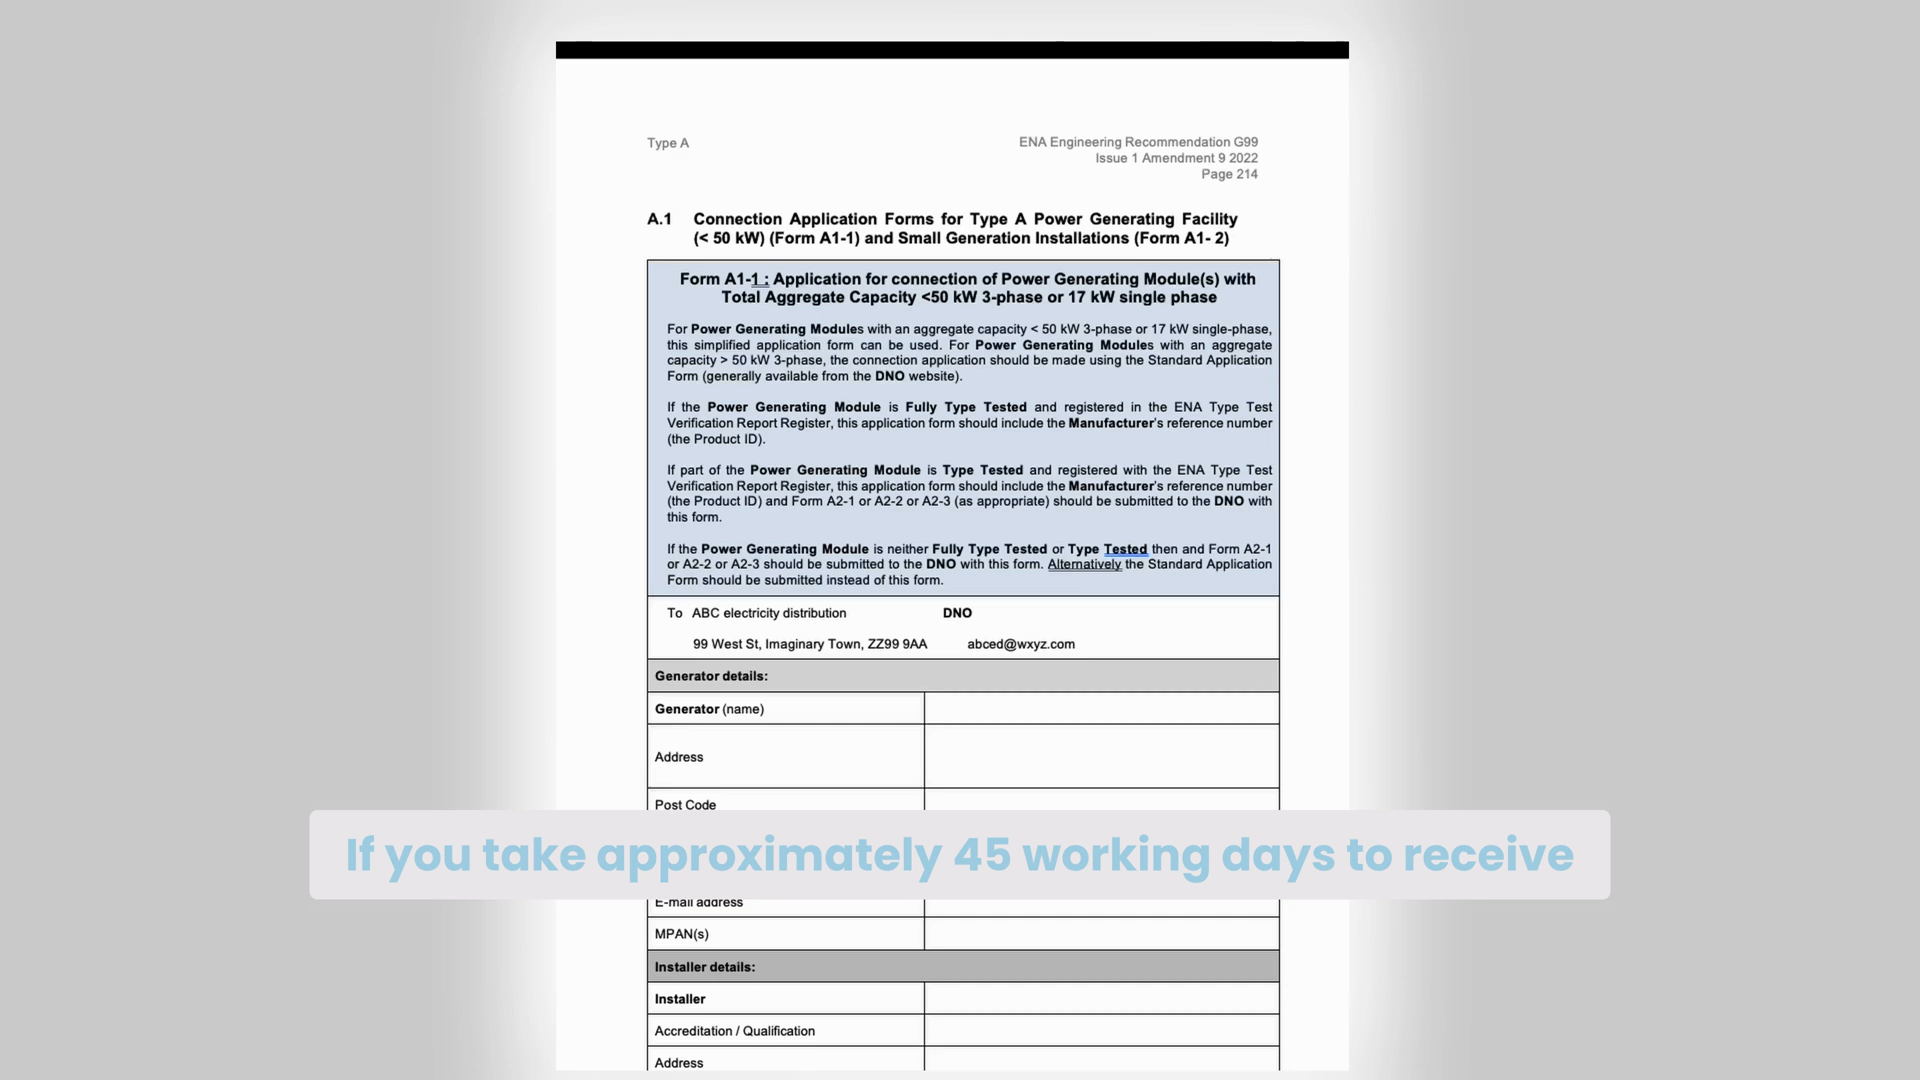 Type A
ENA Engineering Recommendation G99
Issue 1 Amendment 9 2022
Page 214
A.1 Connection Application Forms for Type A Power Generating Facility
(< 50 kW) (Form A1-1) and Small Generation Installations (Form A1- 2)
Form A1-1 : Application for connection of Power Generating Module(s) with
Total Aggregate Capacity <50 kW 3-phase or 17 kW single phase
For Power Generating Modules with an aggregate capacity < 50 kW 3-phase or 17 kW single-phase,
this simplified application form can be used. For Power Generating Modules with an aggregate
capacity > 50 kW 3-phase, the connection application should be made using the Standard Application
Form (generally available from the DNO website).
If the Power Generating Module is Fully Type Tested and registered in the ENA Type Test
Verification Report Register, this application form should include the Manufacturer's reference number
(the Product ID).
If part of the Power Generating Module is Type Tested and registered with the ENA Type Test
Verification Report Register, this application form should include the Manufacturer's reference number
(the Product ID) and Form A2-1 or A2-2 or A2-3 (as appropriate) should be submitted to the DNO with
this form.
If the Power Generating Module is neither Fully Type Tested or Type Tested then and Form A2-1
or A2-2 or A2-3 should be submitted to the DNO with this form. Alternatively the Standard Application
Form should be submitted instead of this form.
To ABC electricity distribution DNO
99 West St, Imaginary Town, ZZ99 9AA abced@wxyz.com
Generator details:
Generator (name)
Address
Post Code
If you take approximately 45 working days to receive
E-mail address
MPAN(s)
Installer details:
Installer
Accreditation / Qualification
Address